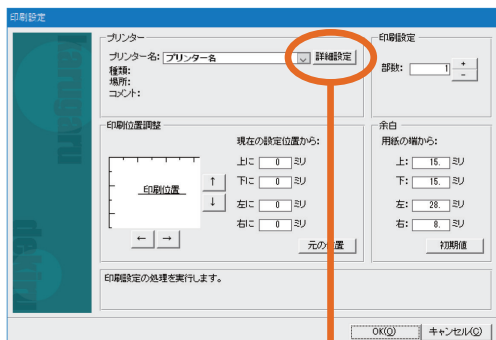 印刷設定
プリンター
プリンター名: プリンター名 詳細設定
種類:
場所:
コメント:
印刷設定
部数: 1 + -
印刷位置調整
現在の設定位置から:
印刷位置
↑
↓
← →
上に 0 ミリ
下に 0 ミリ
左に 0 ミリ
右に 0 ミリ
元の位置
余白
用紙の端から:
上: 15. ミリ
下: 15. ミリ
左: 28. ミリ
右: 8. ミリ
初期値
印刷設定の処理を実行します。
OK(O) キャンセル(C)
Karugaru
dekiru